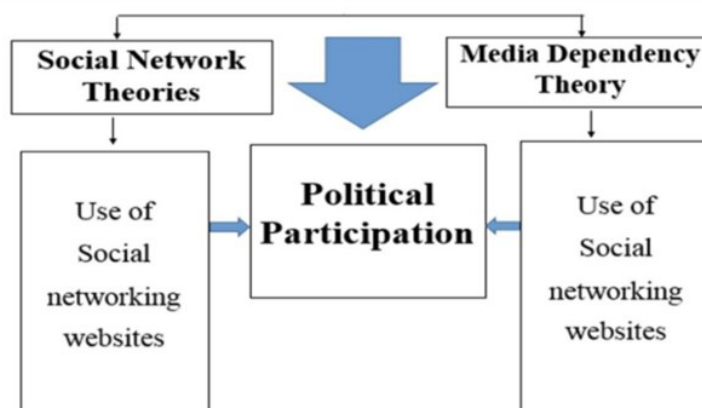 Social Network
Theories
Media Dependency
Theory
Use of
Social
networking
websites
Political
Participation
Use of
Social
networking
websites